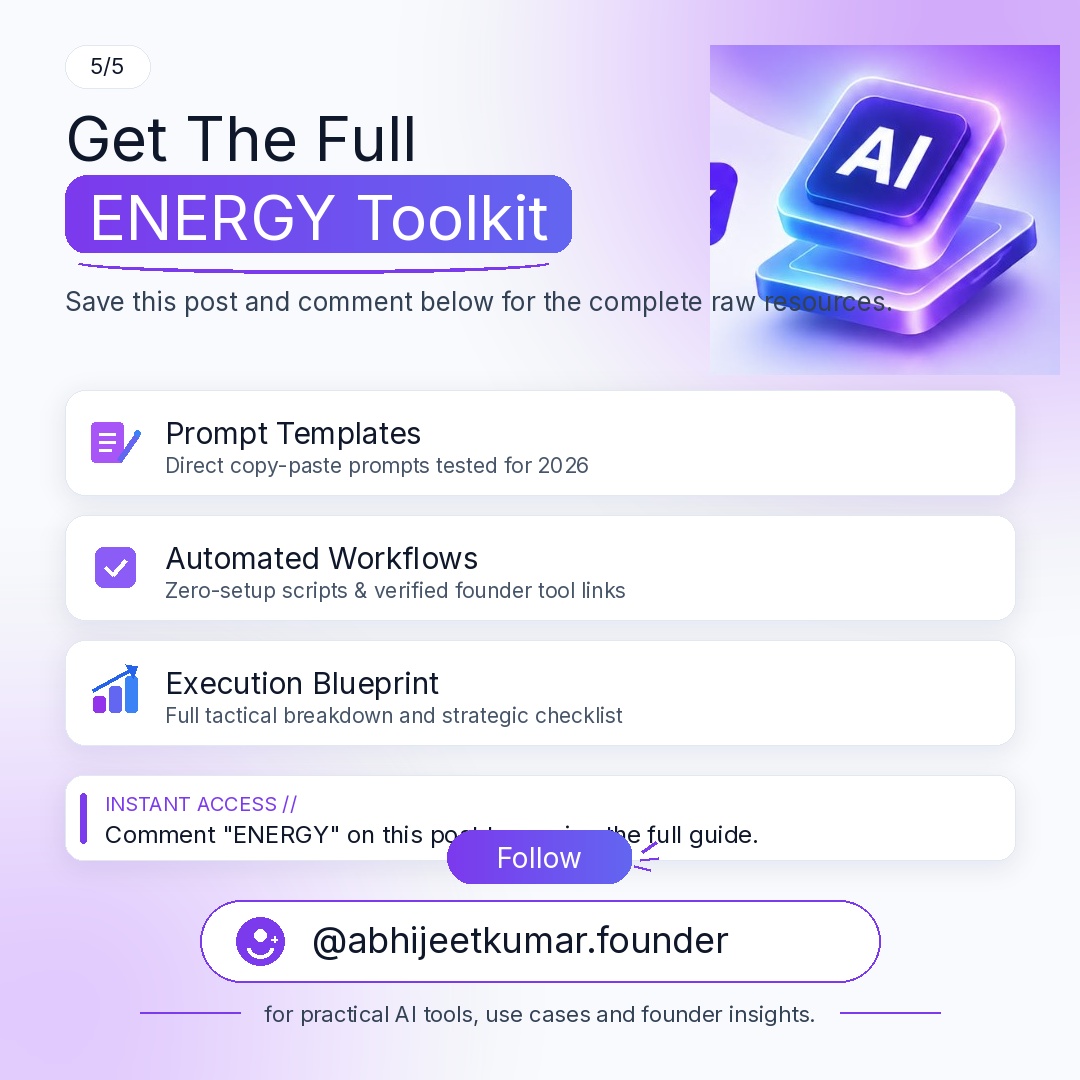 5/5
Get The Full
ENERGY Toolkit
AI
Save this post and comment below for the complete raw resources.
Prompt Templates
Direct copy-paste prompts tested for 2026
Automated Workflows
Zero-setup scripts & verified founder tool links
Execution Blueprint
Full tactical breakdown and strategic checklist
INSTANT ACCESS //
Comment "ENERGY" on this post the full guide.
Follow
@abhijeetkumar.founder
for practical AI tools, use cases and founder insights.